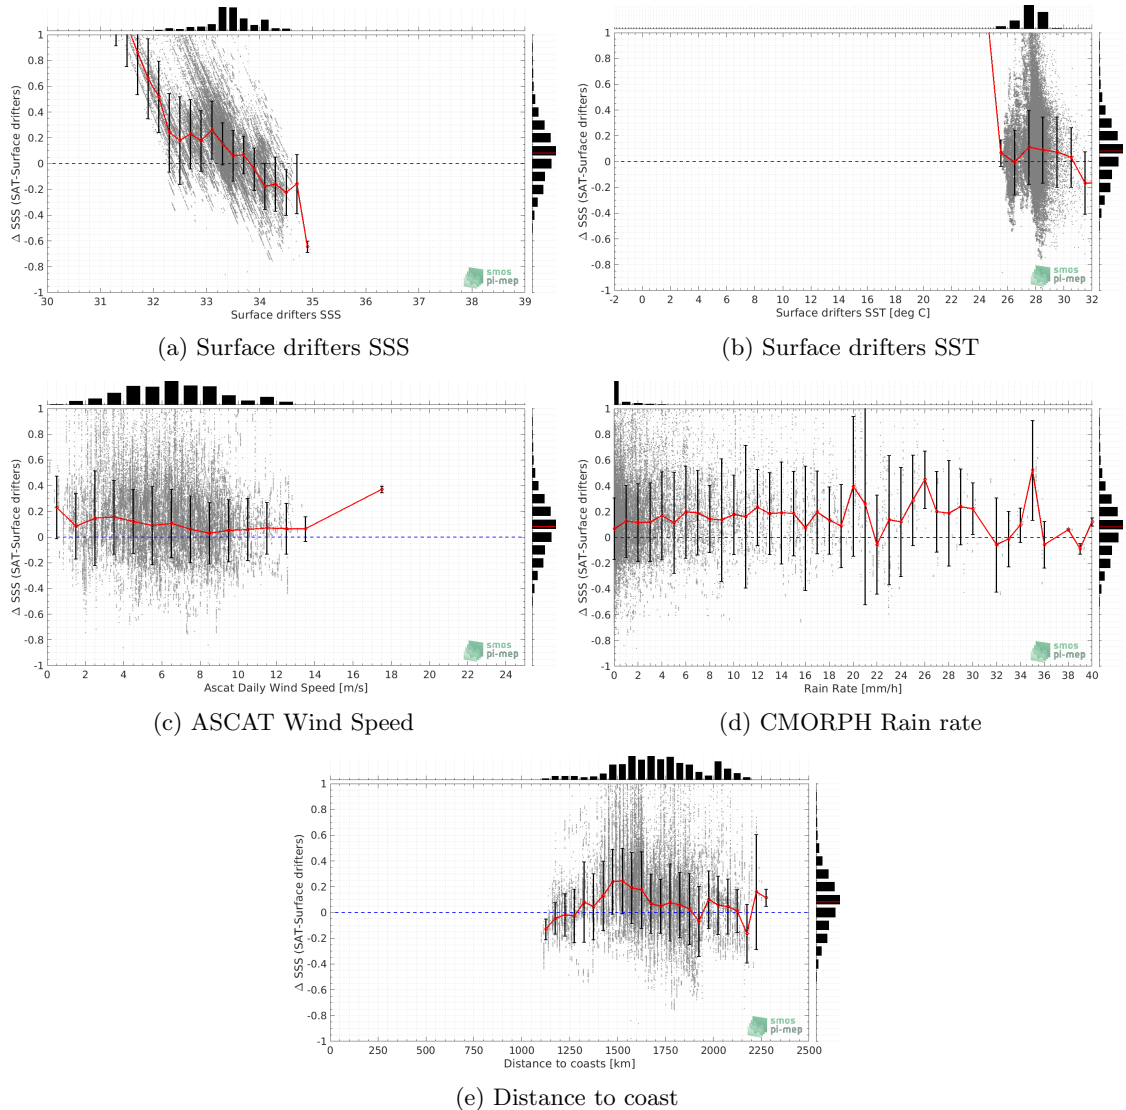 1
0.8
0.6
0.4
0.2
0
-0.2
-0.4
-0.6
-0.8
-1
Δ SSS (SAT-Surface drifters)
smos
pi-mep
30 31 32 33 34 35 36 37 38 39
Surface drifters SSS
(a) Surface drifters SSS
1
0.8
0.6
0.4
0.2
0
-0.2
-0.4
-0.6
-0.8
-1
Δ SSS (SAT-Surface drifters)
smos
pi-mep
-2 0 2 4 6 8 10 12 14 16 18 20 22 24 26 28 30 32
Surface drifters SST [deg C]
(b) Surface drifters SST
1
0.8
0.6
0.4
0.2
0
-0.2
-0.4
-0.6
-0.8
-1
Δ SSS (SAT-Surface drifters)
smos
pi-mep
0 2 4 6 8 10 12 14 16 18 20 22 24
Ascat Daily Wind Speed [m/s]
(c) ASCAT Wind Speed
1
0.8
0.6
0.4
0.2
0
-0.2
-0.4
-0.6
-0.8
-1
Δ SSS (SAT-Surface drifters)
smos
pi-mep
0 2 4 6 8 10 12 14 16 18 20 22 24 26 28 30 32 34 36 38 40
Rain Rate [mm/h]
(d) CMORPH Rain rate
1
0.8
0.6
0.4
0.2
0
-0.2
-0.4
-0.6
-0.8
-1
Δ SSS (SAT-Surface drifters)
smos
pi-mep
0 250 500 750 1000 1250 1500 1750 2000 2250 2500
Distance to coasts [km]
(e) Distance to coast